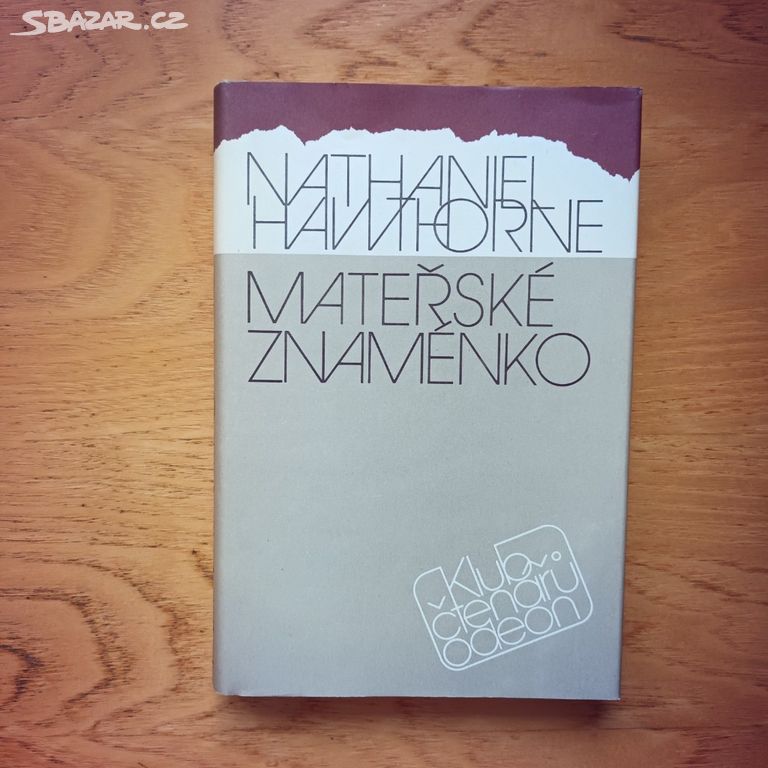 SBAZAR.CZ
NATHANIEL
HAWTHORNE
MATEŘSKÉ
ZNAMÉNKO
Klub
čtenářů
odeon